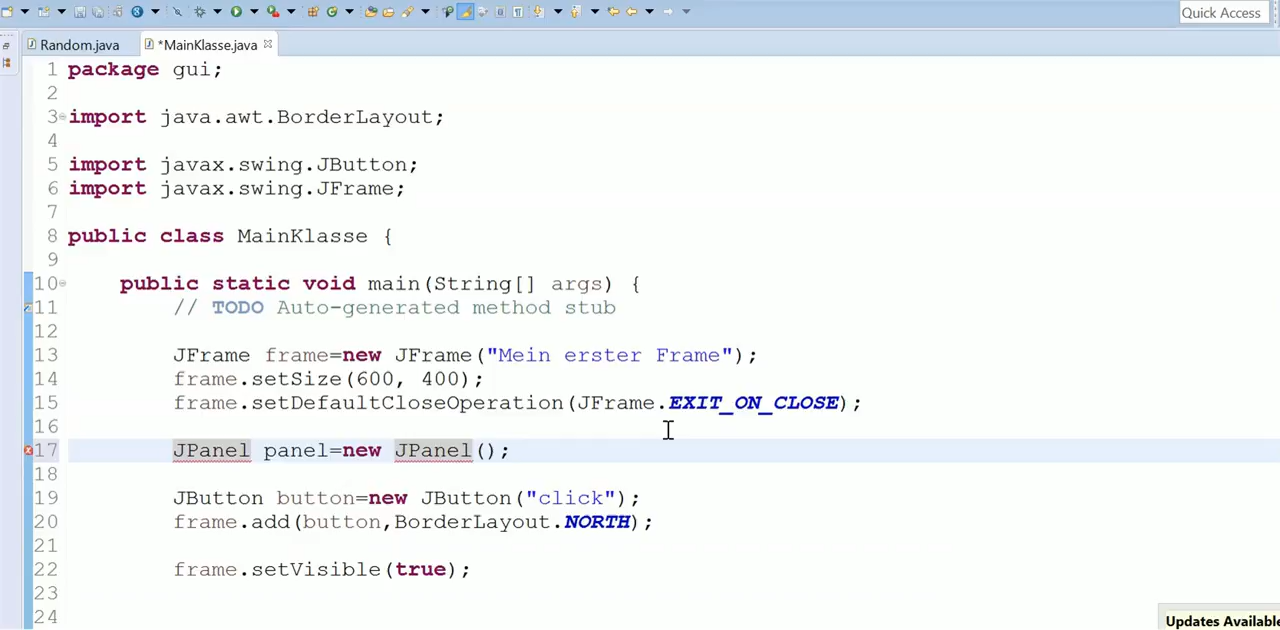 Quick Access
Random.java
*MainKlasse.java
1 package gui;
2
3 import java.awt.BorderLayout;
4
5 import javax.swing.JButton;
6 import javax.swing.JFrame;
7
8 public class MainKlasse {
9
10 public static void main(String[] args) {
11 // TODO Auto-generated method stub
12
13 JFrame frame=new JFrame("Mein erster Frame");
14 frame.setSize(600, 400);
15 frame.setDefaultCloseOperation(JFrame.EXIT_ON_CLOSE);
16
17 JPanel panel=new JPanel();
18
19 JButton button=new JButton("click");
20 frame.add(button,BorderLayout.NORTH);
21
22 frame.setVisible(true);
23
24
Updates Available